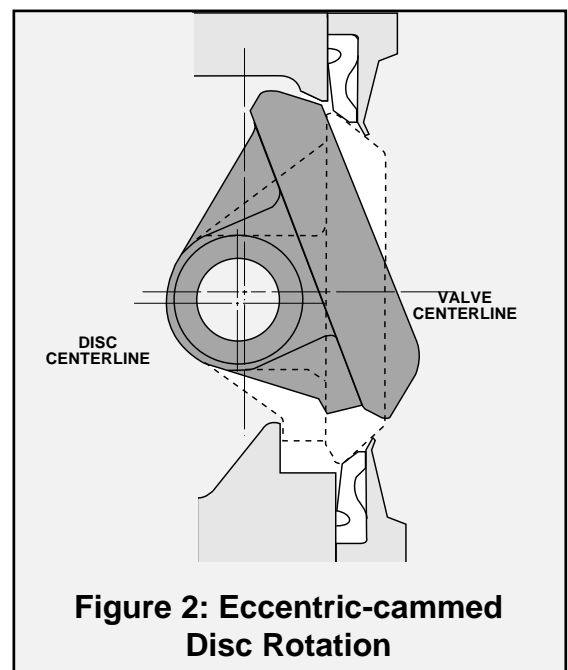 VALVE
CENTERLINE
DISC
CENTERLINE
Figure 2: Eccentric-cammed
Disc Rotation